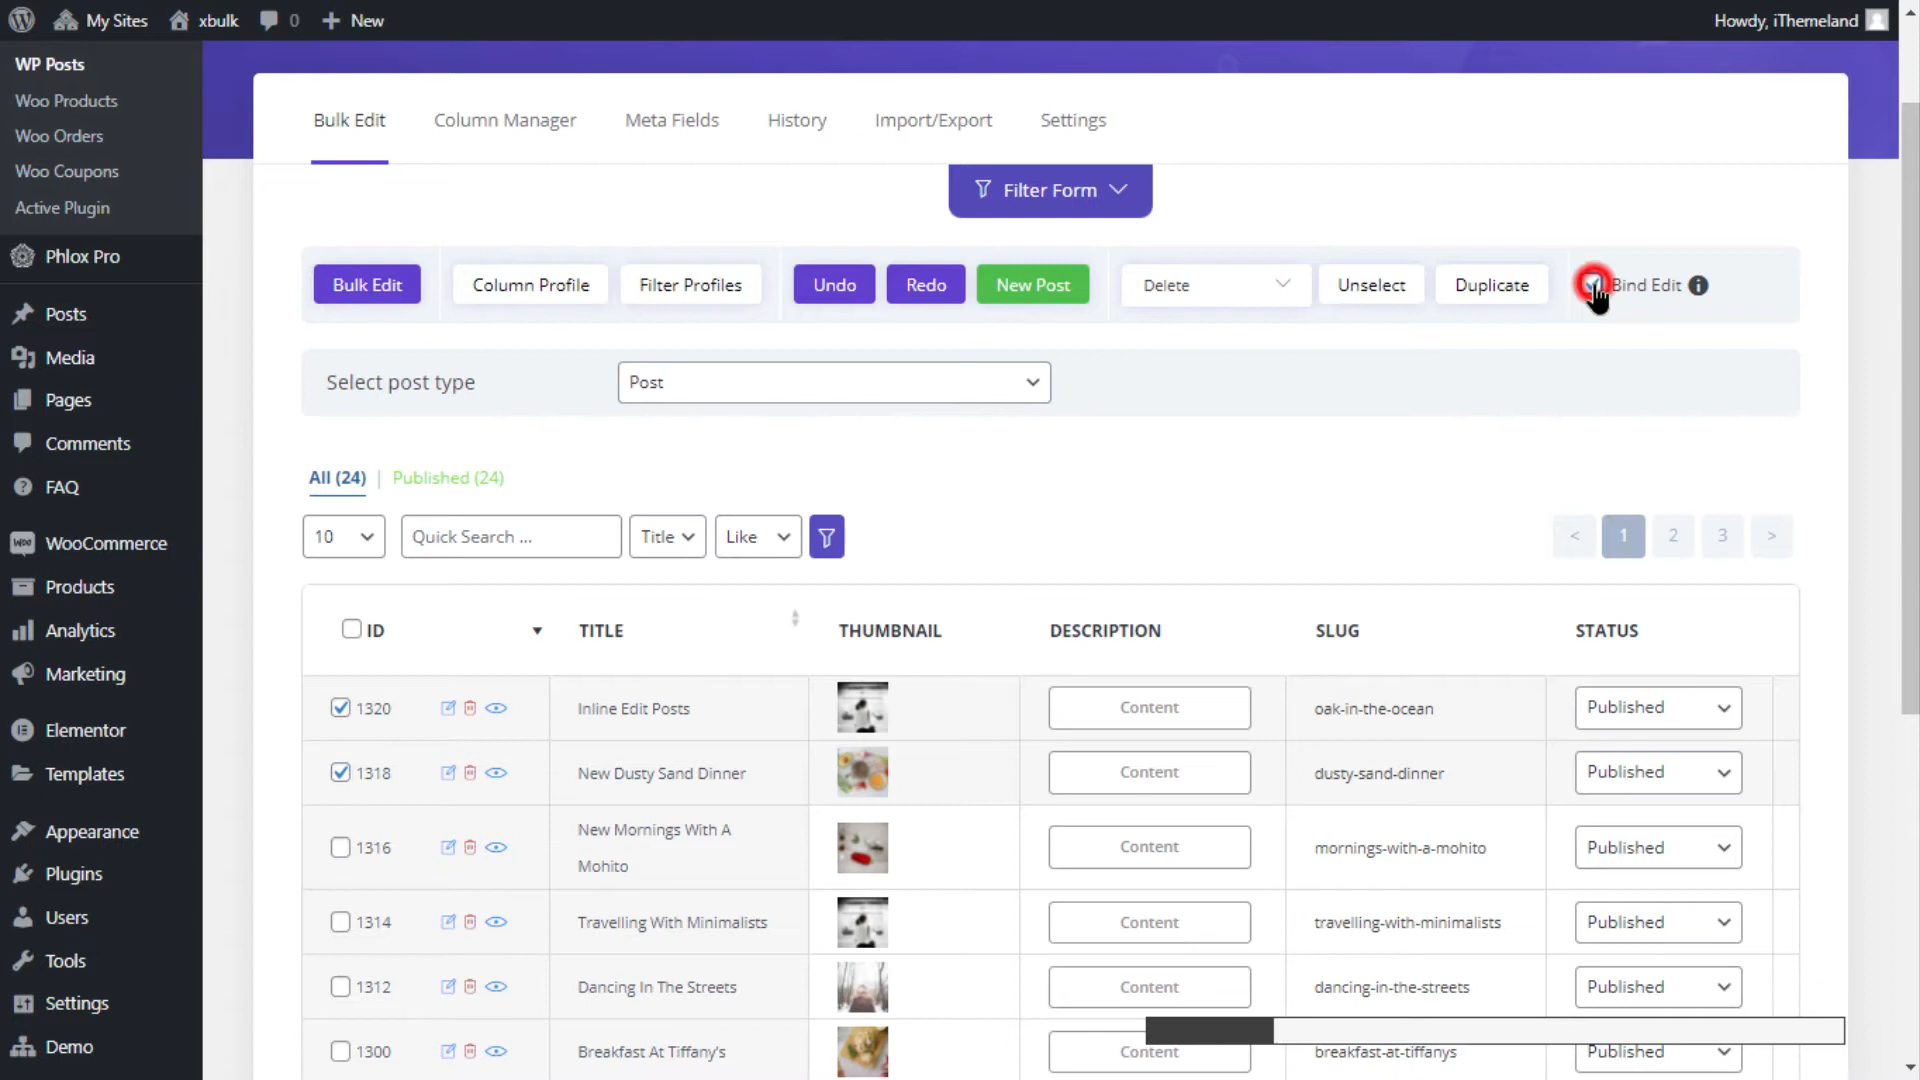 My Sites xbulk 0 New Howdy, iThemeland
WP Posts
Woo Products
Woo Orders
Woo Coupons
Active Plugin
Phlox Pro
Posts
Media
Pages
Comments
FAQ
WooCommerce
Products
Analytics
Marketing
Elementor
Templates
Appearance
Plugins
Users
Tools
Settings
Demo
Bulk Edit Column Manager Meta Fields History Import/Export Settings
Filter Form
Bulk Edit Column Profile Filter Profiles Undo Redo New Post Delete Unselect Duplicate Bind Edit
Select post type Post
All (24) | Published (24)
10 Quick Search ... Title Like < 1 2 3 >
ID TITLE THUMBNAIL DESCRIPTION SLUG STATUS
1320 Inline Edit Posts Content oak-in-the-ocean Published
1318 New Dusty Sand Dinner Content dusty-sand-dinner Published
1316 New Mornings With A Mohito Content mornings-with-a-mohito Published
1314 Travelling With Minimalists Content travelling-with-minimalists Published
1312 Dancing In The Streets Content dancing-in-the-streets Published
1300 Breakfast At Tiffany's Content breakfast-at-tiffanys Published